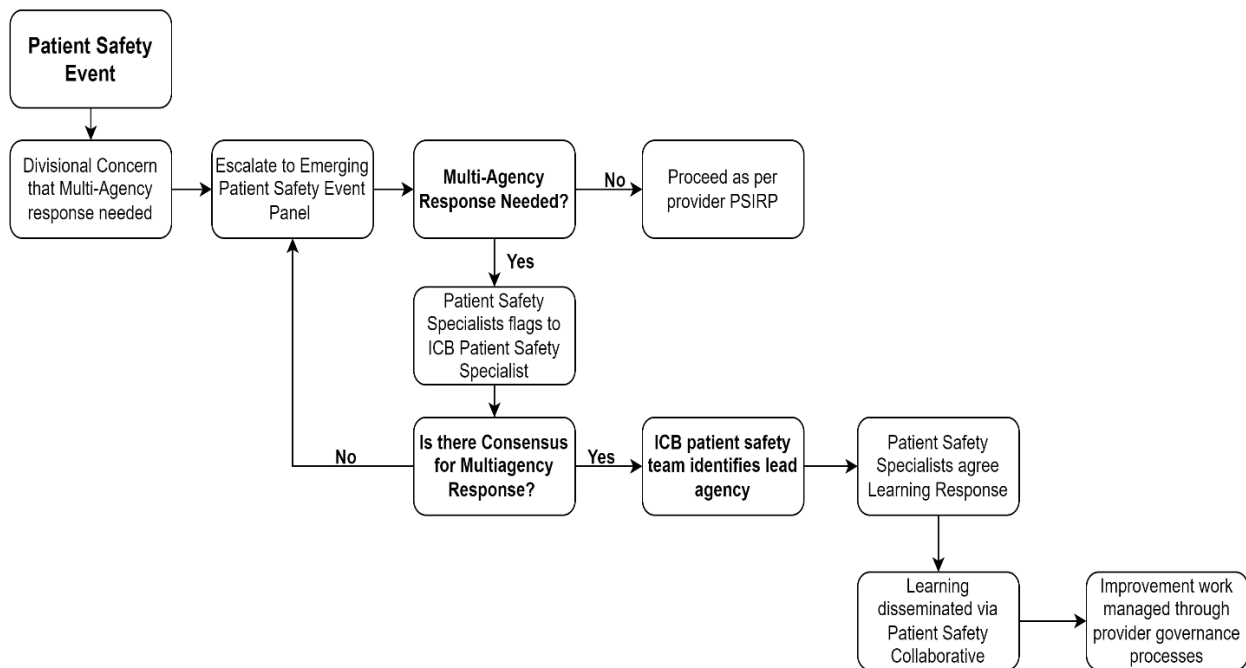 Patient Safety
Event
Divisional Concern
that Multi-Agency
response needed
Escalate to Emerging
Patient Safety Event
Panel
Multi-Agency
Response Needed?
No
Proceed as per
provider PSIRP
Yes
Patient Safety
Specialists flags to
ICB Patient Safety
Specialist
Is there Consensus
for Multiagency
Response?
No
Yes
ICB patient safety
team identifies lead
agency
Patient Safety
Specialists agree
Learning Response
Learning
disseminated via
Patient Safety
Collaborative
Improvement work
managed through
provider governance
processes